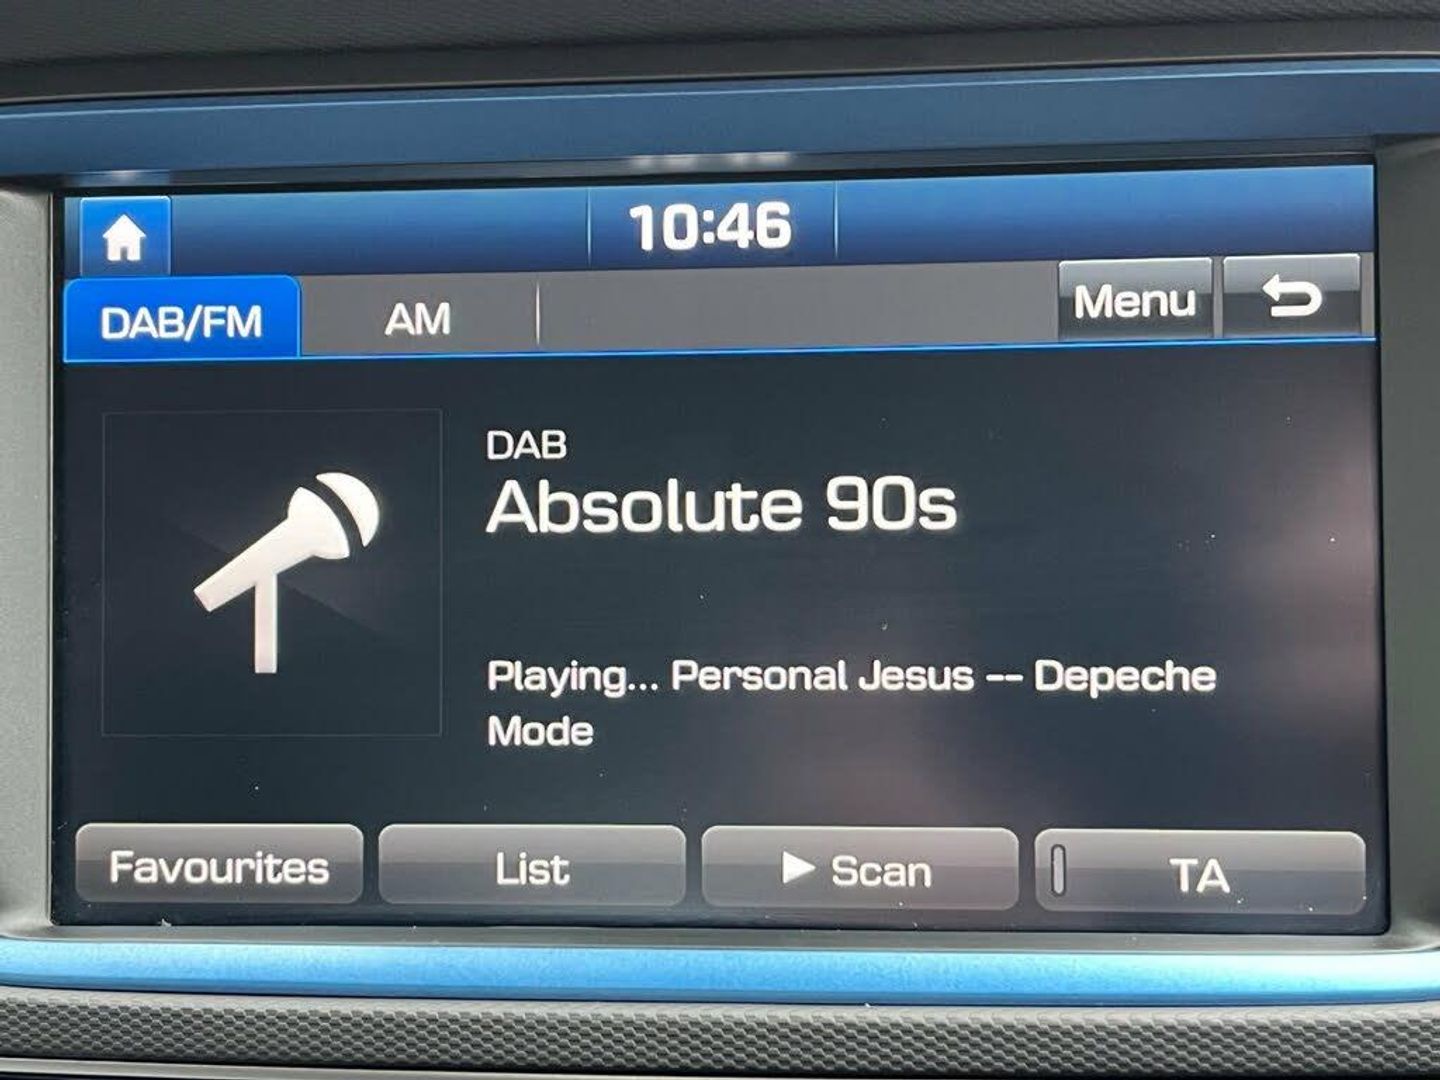 10:46
DAB/FM AM Menu
DAB
Absolute 90s
Playing... Personal Jesus -- Depeche
Mode
Favourites List Scan TA